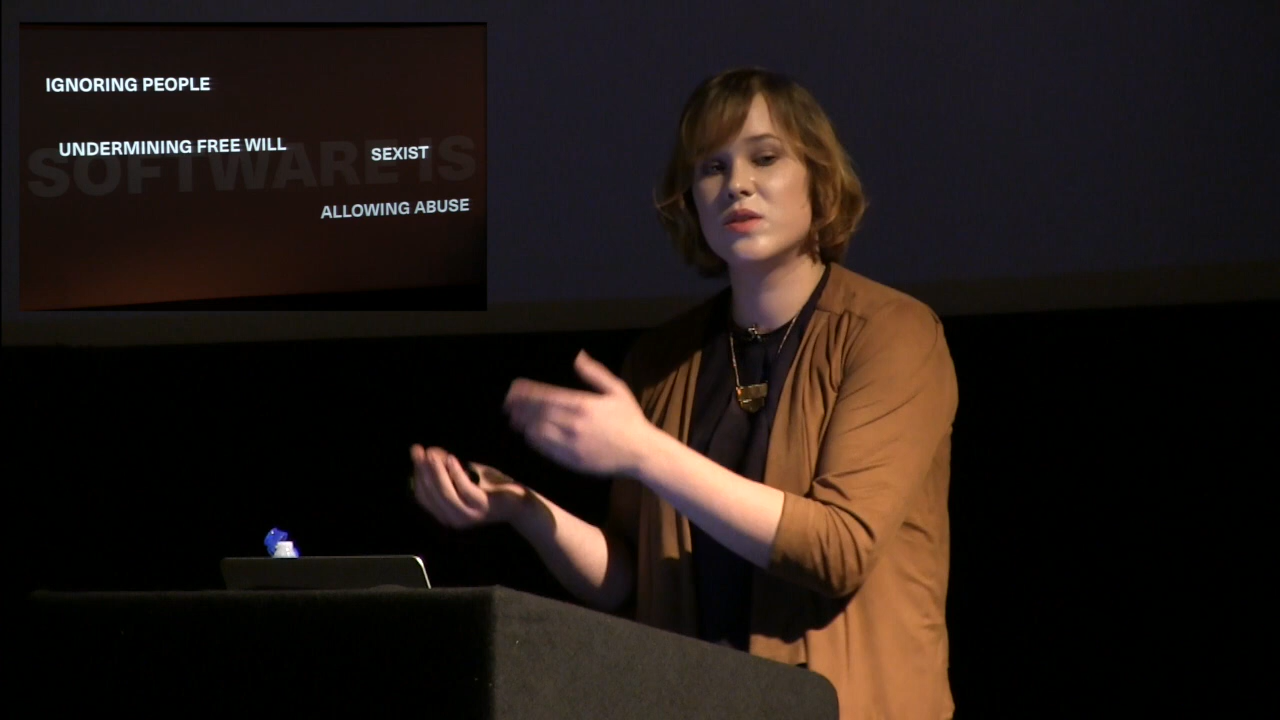 IGNORING PEOPLE
UNDERMINING FREE WILL
SEXIST
SOFTWARE IS
ALLOWING ABUSE